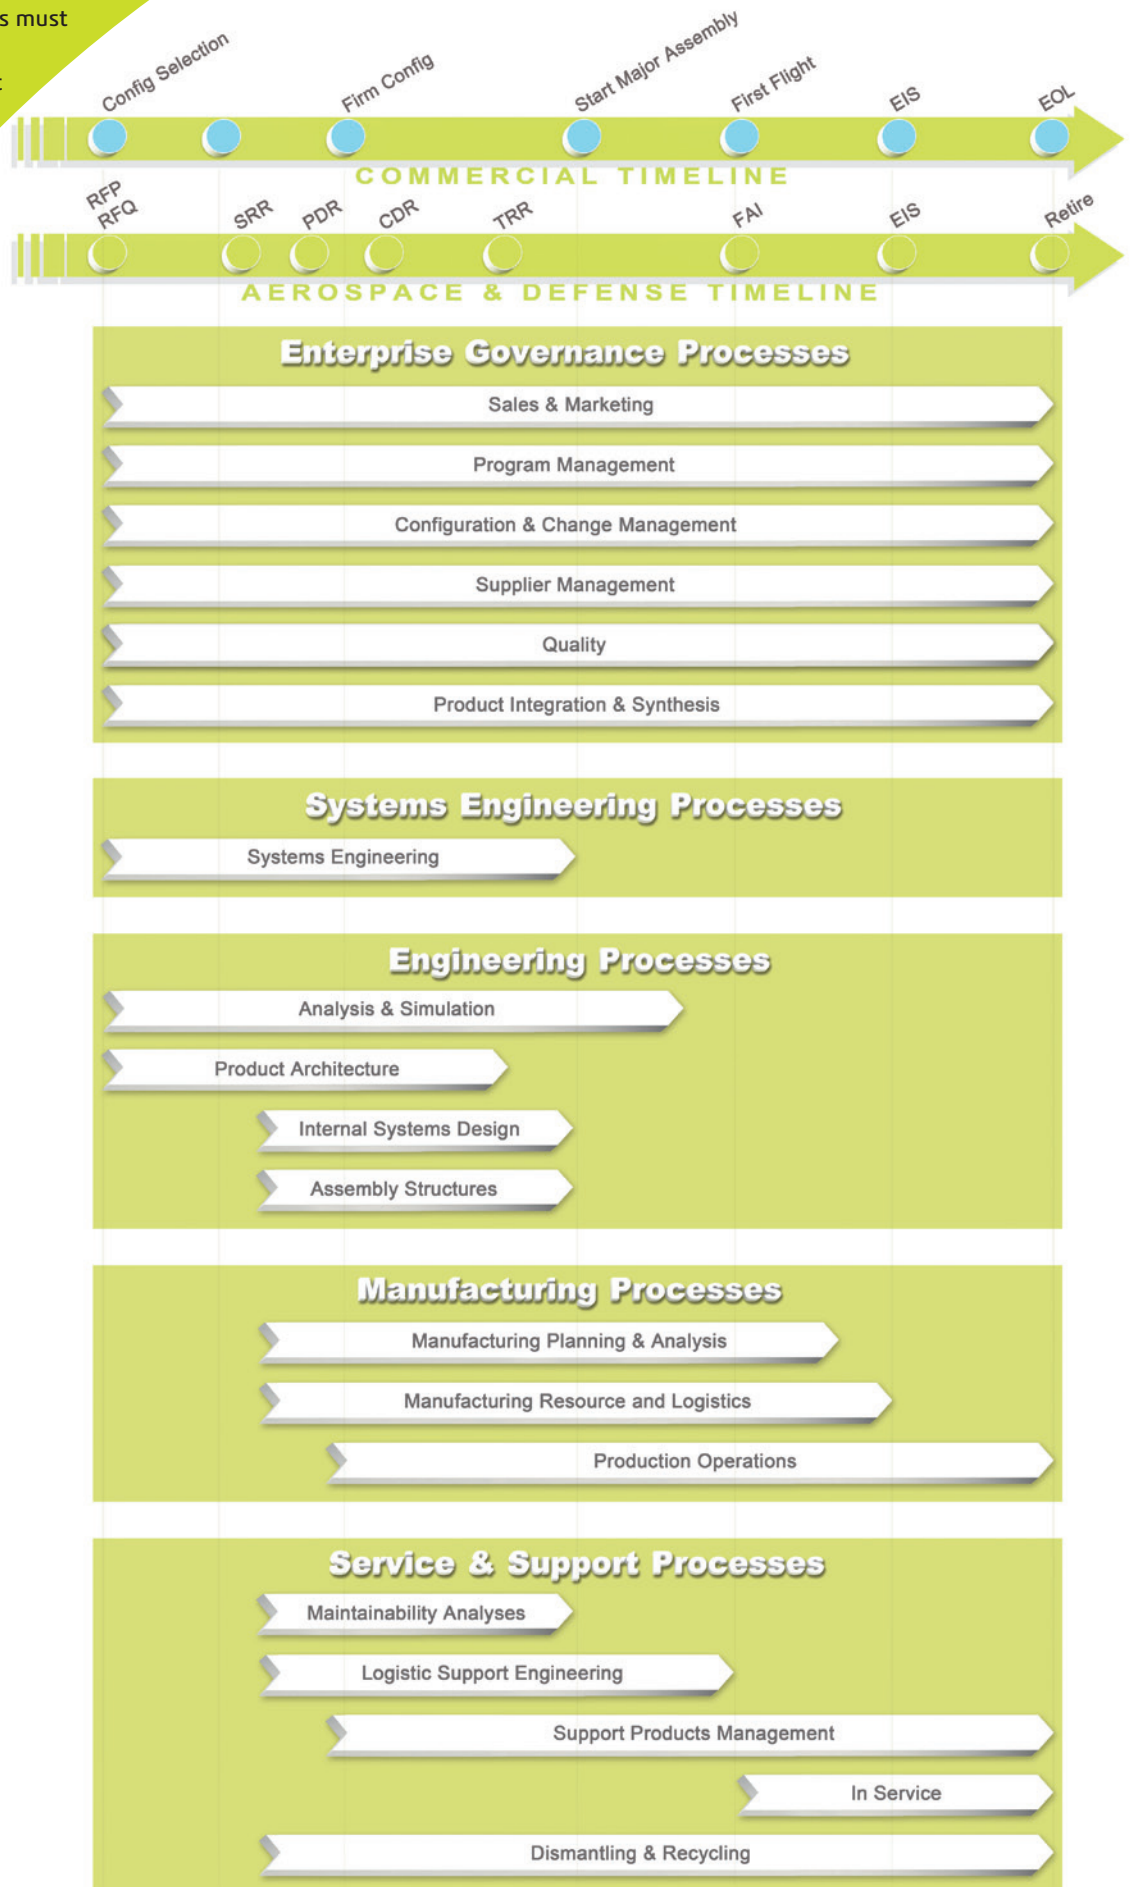 s must
t
Config Selection
Firm Config
Start Major Assembly
First Flight
EIS
EOL
COMMERCIAL TIMELINE
RFP
RFQ
SRR
PDR
CDR
TRR
FAI
EIS
Retire
AEROSPACE & DEFENSE TIMELINE
Enterprise Governance Processes
Sales & Marketing
Program Management
Configuration & Change Management
Supplier Management
Quality
Product Integration & Synthesis
Systems Engineering Processes
Systems Engineering
Engineering Processes
Analysis & Simulation
Product Architecture
Internal Systems Design
Assembly Structures
Manufacturing Processes
Manufacturing Planning & Analysis
Manufacturing Resource and Logistics
Production Operations
Service & Support Processes
Maintainability Analyses
Logistic Support Engineering
Support Products Management
In Service
Dismantling & Recycling